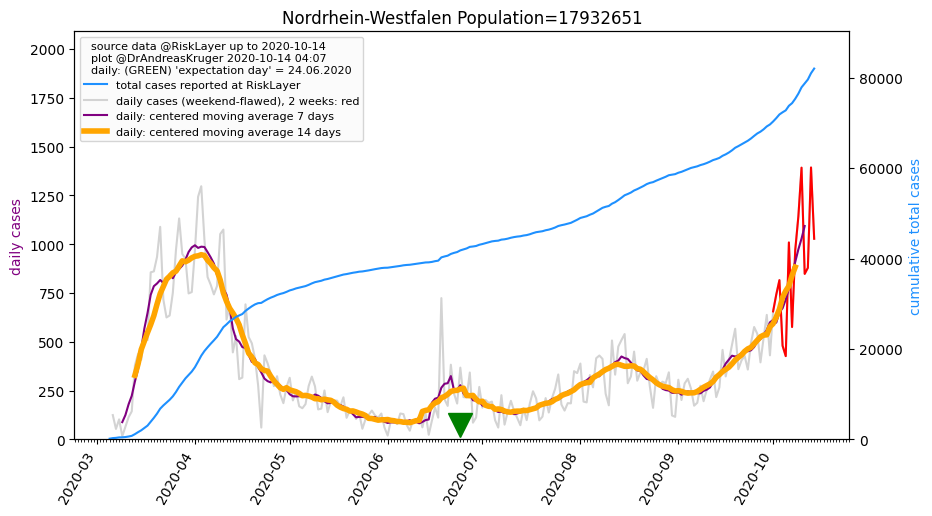 Nordrhein-Westfalen Population=17932651
source data @RiskLayer up to 2020-10-14
plot @DrAndreasKruger 2020-10-14 04:07
daily: (GREEN) 'expectation day' = 24.06.2020
total cases reported at RiskLayer
daily cases (weekend-flawed), 2 weeks: red
daily: centered moving average 7 days
daily: centered moving average 14 days
daily cases
2000
1750
1500
1250
1000
750
500
250
0
cumulative total cases
80000
60000
40000
20000
0
2020-03
2020-04
2020-05
2020-06
2020-07
2020-08
2020-09
2020-10